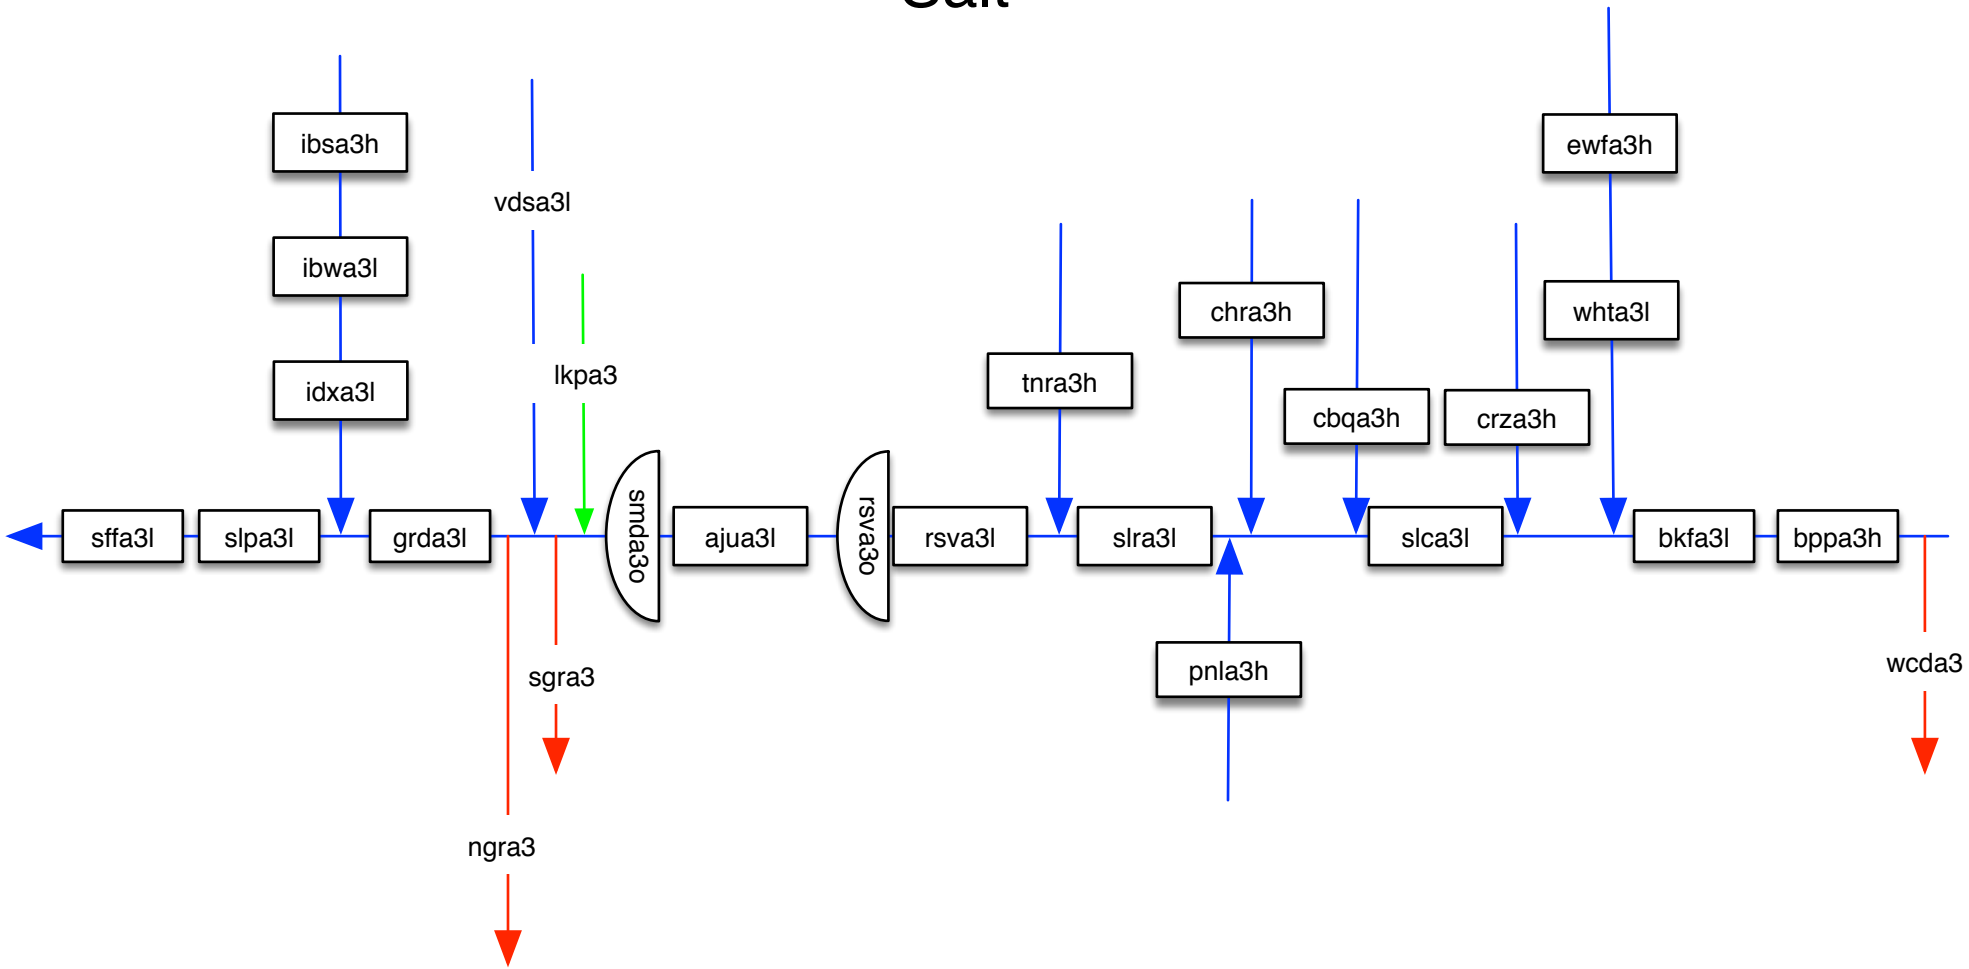 Salt
ibsa3h
ewfa3h
vdsa3l
ibwa3l
chra3h
whta3l
lkpa3
tnra3h
idxa3l
cbqa3h
crza3h
sffa3l
slpa3l
grda3l
smda3o
ajua3l
rsva3o
rsva3l
slra3l
slca3l
bkfa3l
bppa3h
sgra3
pnla3h
wcda3
ngra3